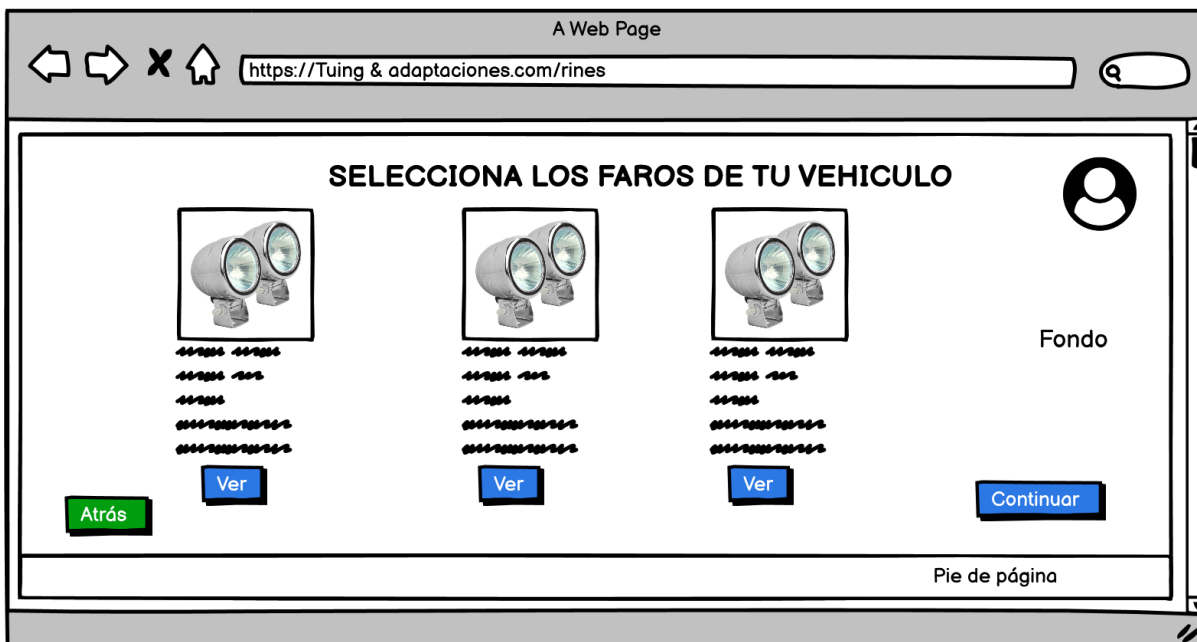 A Web Page
https://Tuing & adaptaciones.com/rines
SELECCIONA LOS FAROS DE TU VEHICULO
Fondo
Ver
Ver
Ver
Atrás
Continuar
Pie de página